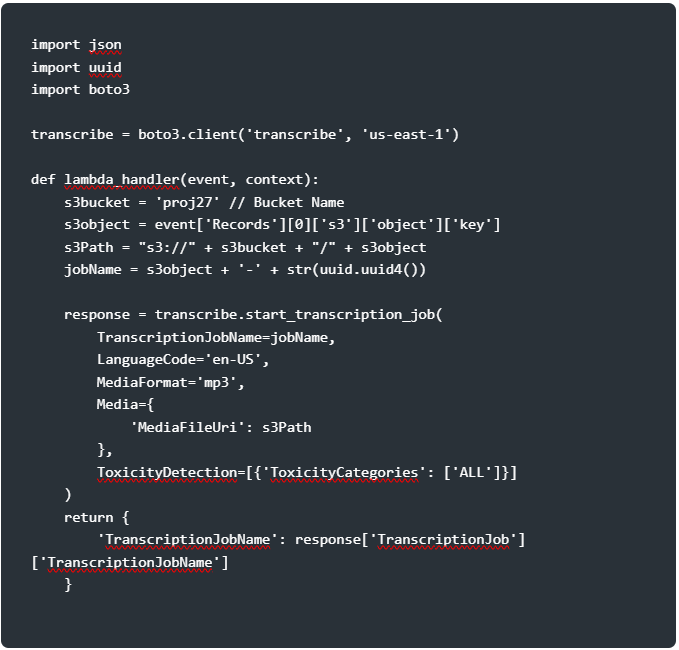 import json
import uuid
import boto3

transcribe = boto3.client('transcribe', 'us-east-1')

def lambda_handler(event, context):
    s3bucket = 'proj27' // Bucket Name
    s3object = event['Records'][0]['s3']['object']['key']
    s3Path = "s3://" + s3bucket + "/" + s3object
    jobName = s3object + '-' + str(uuid.uuid4())

    response = transcribe.start_transcription_job(
        TranscriptionJobName=jobName,
        LanguageCode='en-US',
        MediaFormat='mp3',
        Media={
            'MediaFileUri': s3Path
        },
        ToxicityDetection=[{'ToxicityCategories': ['ALL']}]
    )
    return {
        'TranscriptionJobName': response['TranscriptionJob']
['TranscriptionJobName']
    }